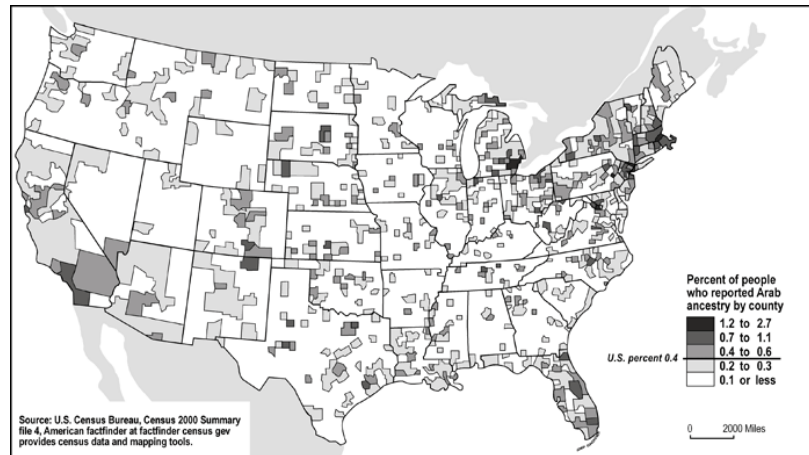 Percent of people
who reported Arab
ancestry by county
1.2 to 2.7
0.7 to 1.1
0.4 to 0.6
U.S. percent 0.4
0.2 to 0.3
0.1 or less
Source: U.S. Census Bureau, Census 2000 Summary
file 4, American factfinder at factfinder census gev
provides census data and mapping tools.
0 2000 Miles